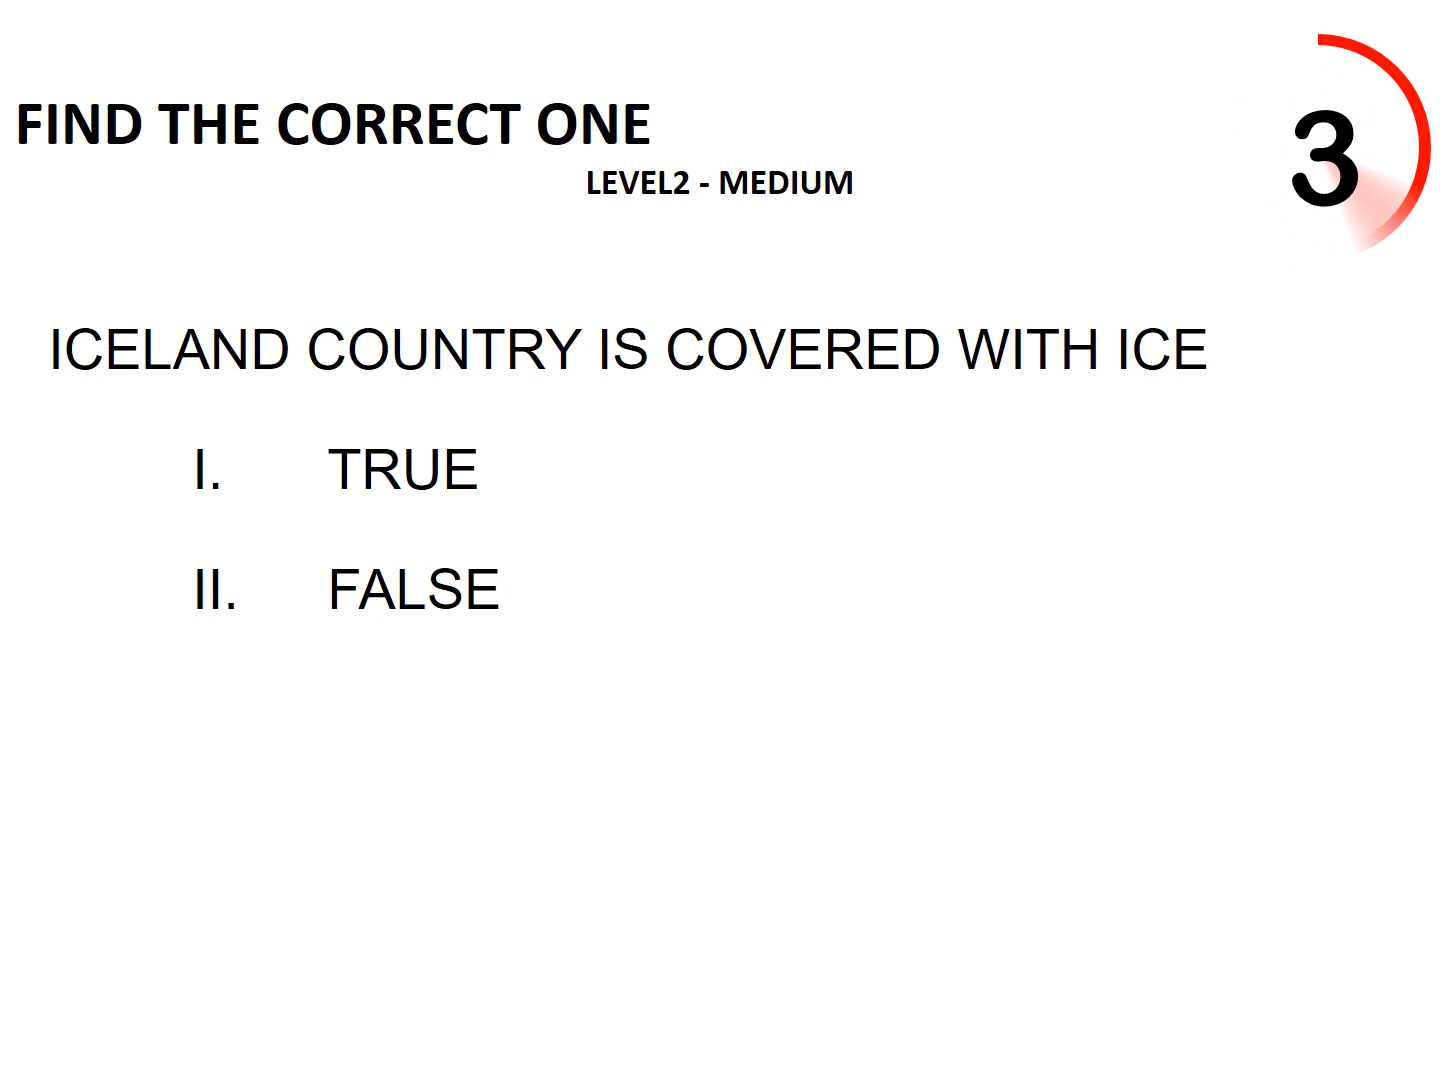 FIND THE CORRECT ONE
LEVEL2 - MEDIUM
3
ICELAND COUNTRY IS COVERED WITH ICE
I. TRUE
II. FALSE